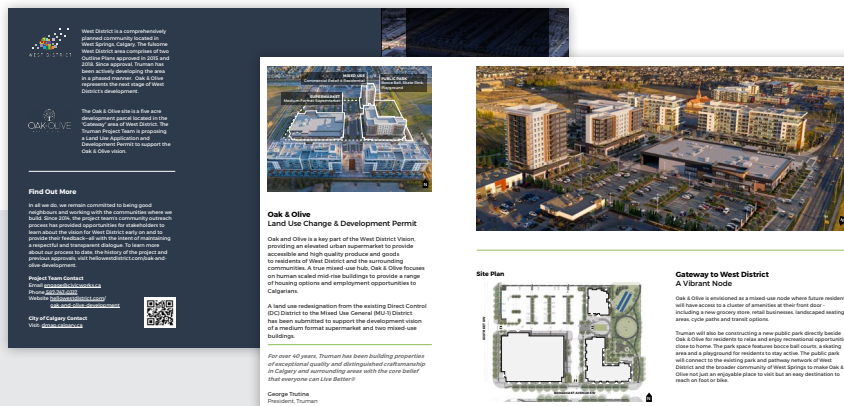 WEST DISTRICT
West District is a comprehensively
planned community located in
West Springs, Calgary. The fulsome
West District area comprises of two
Outline Plans approved in 2015 and
2018. Since approval, Truman has
been actively developing the area
in a phased manner. Oak & Olive
represents the next stage of West
District's development.
OAK+OLIVE
The Oak & Olive site is a five acre
development parcel located in the
'Gateway' area of West District. The
Truman Project Team is proposing
a Land Use Application and
Development Permit to support the
Oak & Olive vision.
Find Out More
In all we do, we remain committed to being good
neighbours and working with the communities where we
build. Since 2014, the project team's community outreach
process has provided opportunities for stakeholders to
learn about the vision for West District early on and to
provide their feedback—all with the intent of maintaining
a respectful and transparent dialogue. To learn more
about our process to date, the history of the project and
previous approvals, visit hellowestdistrict.com/oak-and-
olive-development.
Project Team Contact
Email engage@civicworks.ca
Phone 587-747-0317
Website hellowestdistrict.com/
oak-and-olive-development
City of Calgary Contact
Visit dmap.calgary.ca
MIXED USE
Commercial Retail & Residential
PUBLIC PARK
Bocce Ball, Skate Rink,
Playground
SUPERMARKET
Medium Format Supermarket
N
Oak & Olive
Land Use Change & Development Permit
Oak and Olive is a key part of the West District Vision,
providing an elevated urban supermarket to provide
accessible and high quality produce and goods
to residents of West District and the surrounding
communities. A true mixed-use hub, Oak & Olive focuses
on human scaled mid-rise buildings to provide a range
of housing options and employment opportunities to
Calgarians.
A land use redesignation from the existing Direct Control
(DC) District to the Mixed Use General (MU-1) District
has been submitted to support the development vision
of a medium format supermarket and two mixed-use
buildings.
For over 40 years, Truman has been building properties
of exceptional quality and distinguished craftsmanship
in Calgary and surrounding areas with the core belief
that everyone can Live Better®!
George Trutina
President, Truman
Site Plan
N
Gateway to West District
A Vibrant Node
Oak & Olive is envisioned as a mixed-use node where future residents
will have access to a cluster of amenities at their front door -
including a new grocery store, retail businesses, landscaped seating
areas, cycle paths and transit options.
Truman will also be constructing a new public park directly beside
Oak & Olive for residents to relax and enjoy recreational opportunities
close to home. The park space features bocce ball courts, a skating
area and a playground for residents to stay active. The public park
will connect to the existing park and pathway network of West
District and the broader community of West Springs to make Oak &
Olive not just an enjoyable place to visit but an easy destination to
reach on foot or bike.